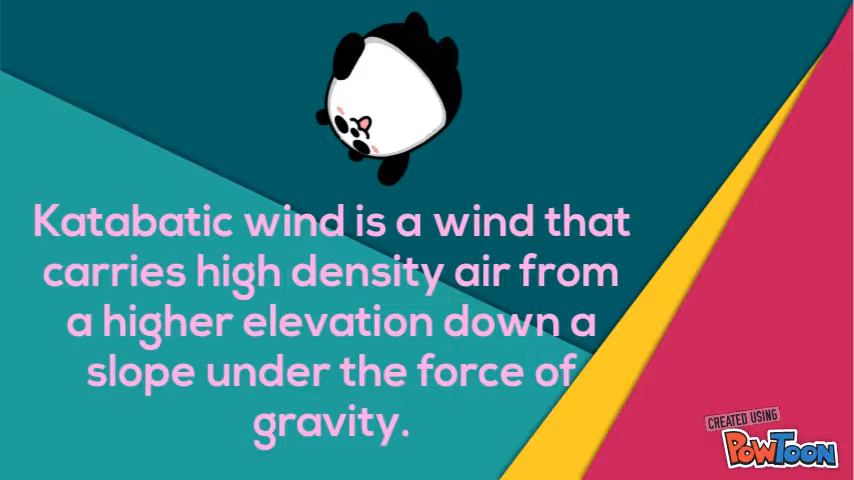 Katabatic wind is a wind that
carries high density air from
a higher elevation down a
slope under the force of
gravity.
CREATED USING
POWTOON